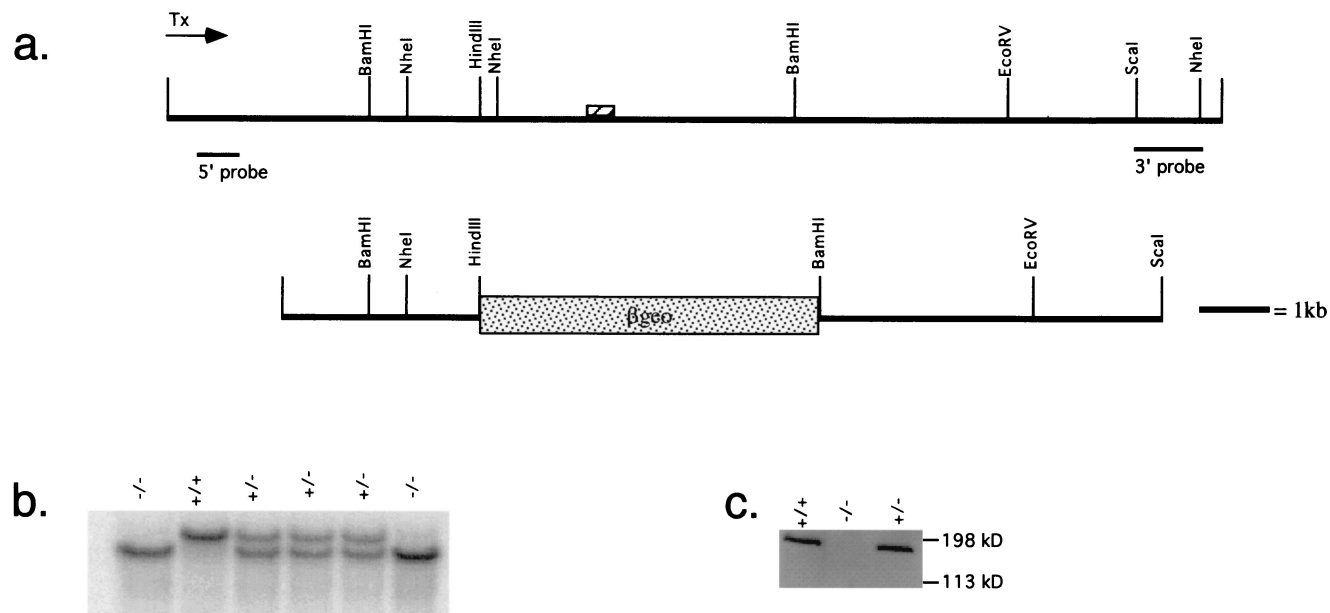 a.
Tx
BamHI
NheI
HindIII
NheI
BamHI
EcoRV
ScaI
NheI
5' probe
3' probe
BamHI
NheI
HindIII
BamHI
EcoRV
ScaI
βgeo
= 1kb
b.
-/-
+/+
+/-
+/-
+/-
-/-
c.
+/+
-/-
+/-
198 kD
113 kD